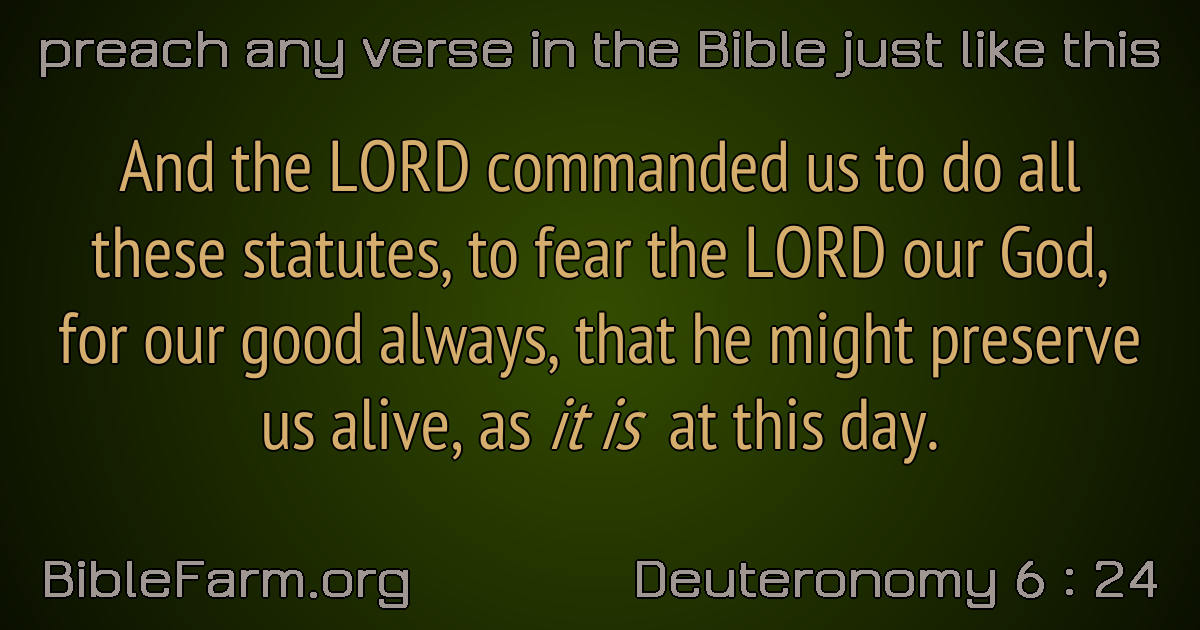 preach any verse in the Bible just like this
And the LORD commanded us to do all
these statutes, to fear the LORD our God,
for our good always, that he might preserve
us alive, as it is at this day.
BibleFarm.org
Deuteronomy 6 : 24